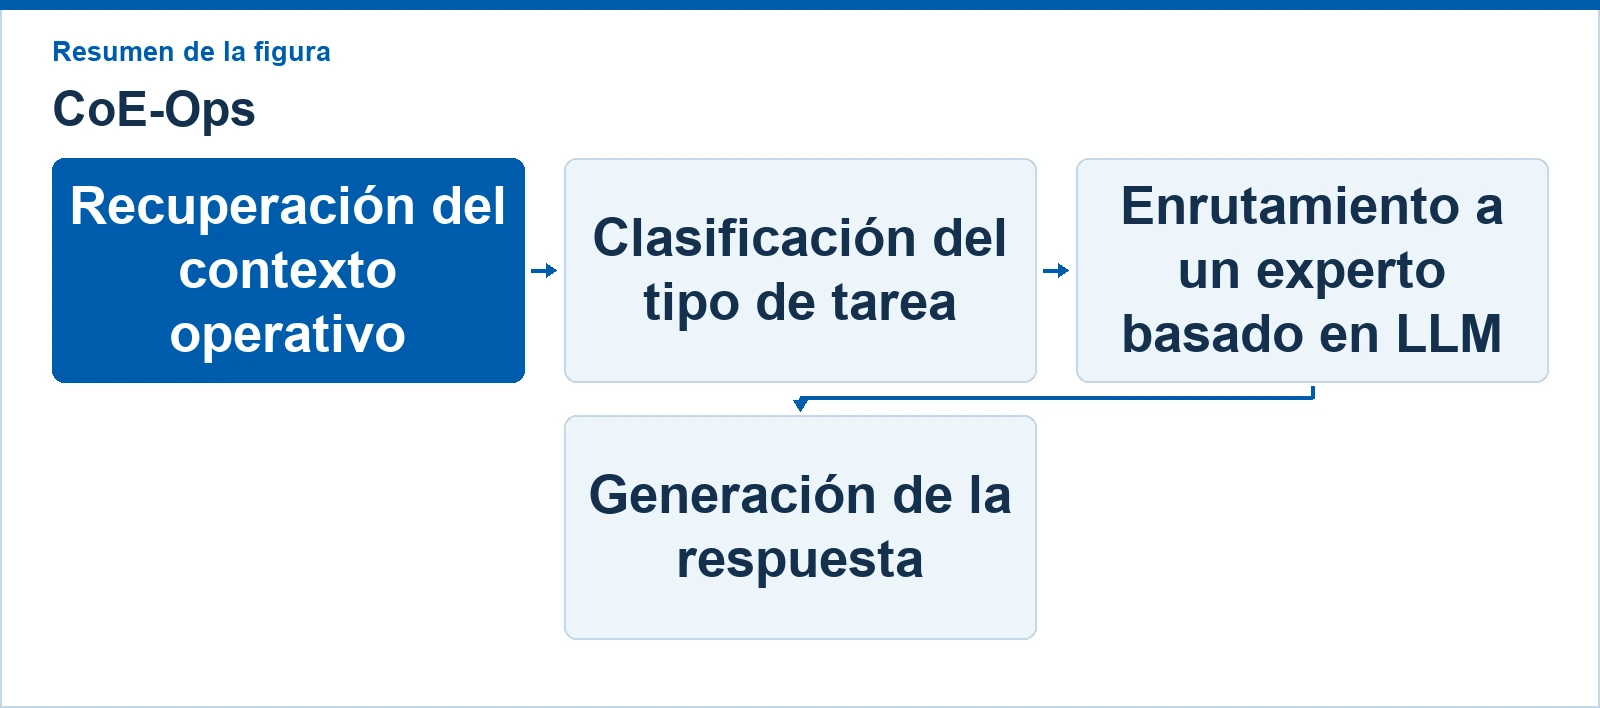 Resumen de la figura
CoE-Ops
Recuperación del
contexto
operativo
Clasificación del
tipo de tarea
Enrutamiento a
un experto
basado en LLM
Generación de la
respuesta